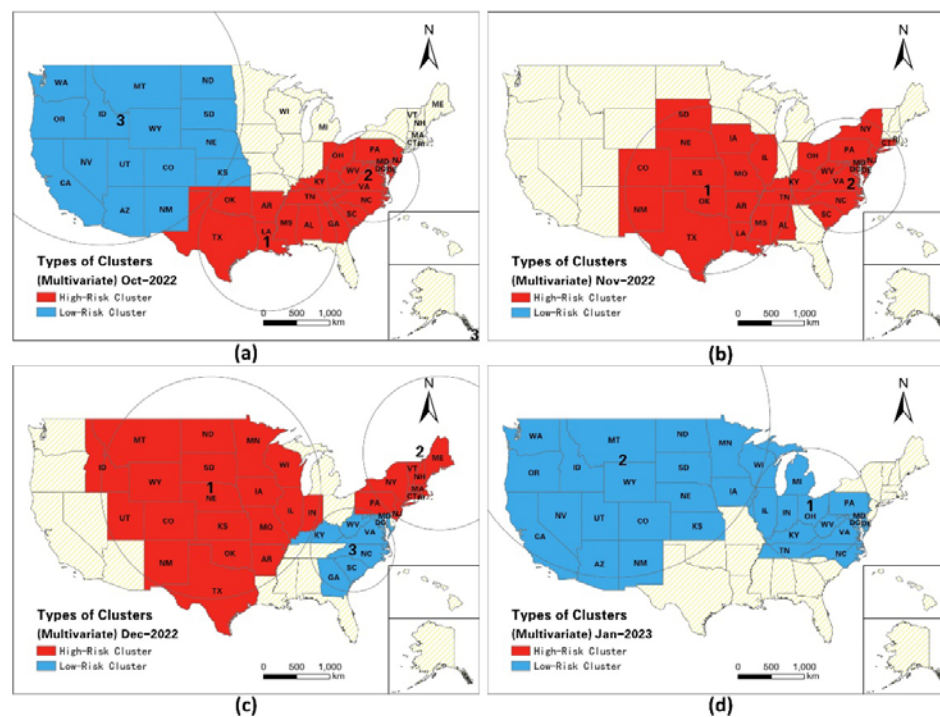 N
WA
MT
ND
ME
WI
VT
NH
OR
ID
3
SD
MI
MA
CT
WY
NE
OH
PA
NJ
NV
UT
CO
KS
WV
MD
DC
2
VA
CA
KY
NC
AZ
NM
OK
AR
TN
SC
TX
LA
MS
AL
GA
1
Types of Clusters
(Multivariate) Oct-2022
High-Risk Cluster
Low-Risk Cluster
0 500 1,000
km
3
(a)
N
SD
IA
NY
CT
NE
IL
OH
PA
NJ
CO
KS
MO
WV
MD
DC
DE
1
KY
VA
2
NM
OK
AR
TN
NC
SC
TX
LA
MS
AL
Types of Clusters
(Multivariate) Nov-2022
High-Risk Cluster
Low-Risk Cluster
0 500 1,000
km
(b)
N
MT
ND
MN
2
ME
VT
NH
ID
SD
WI
NY
MA
CT
WY
1
NE
IA
PA
NJ
UT
CO
KS
MO
IL
IN
WV
MD
DC
KY
VA
3
NC
NM
OK
AR
SC
TX
GA
Types of Clusters
(Multivariate) Dec-2022
High-Risk Cluster
Low-Risk Cluster
0 500 1,000
km
(c)
N
WA
MT
ND
MN
OR
ID
2
WY
SD
WI
MI
NE
IA
1
PA
NV
UT
CO
KS
IL
IN
OH
WV
MD
DC
DE
CA
KY
VA
AZ
NM
TN
NC
Types of Clusters
(Multivariate) Jan-2023
High-Risk Cluster
Low-Risk Cluster
0 500 1,000
km
(d)